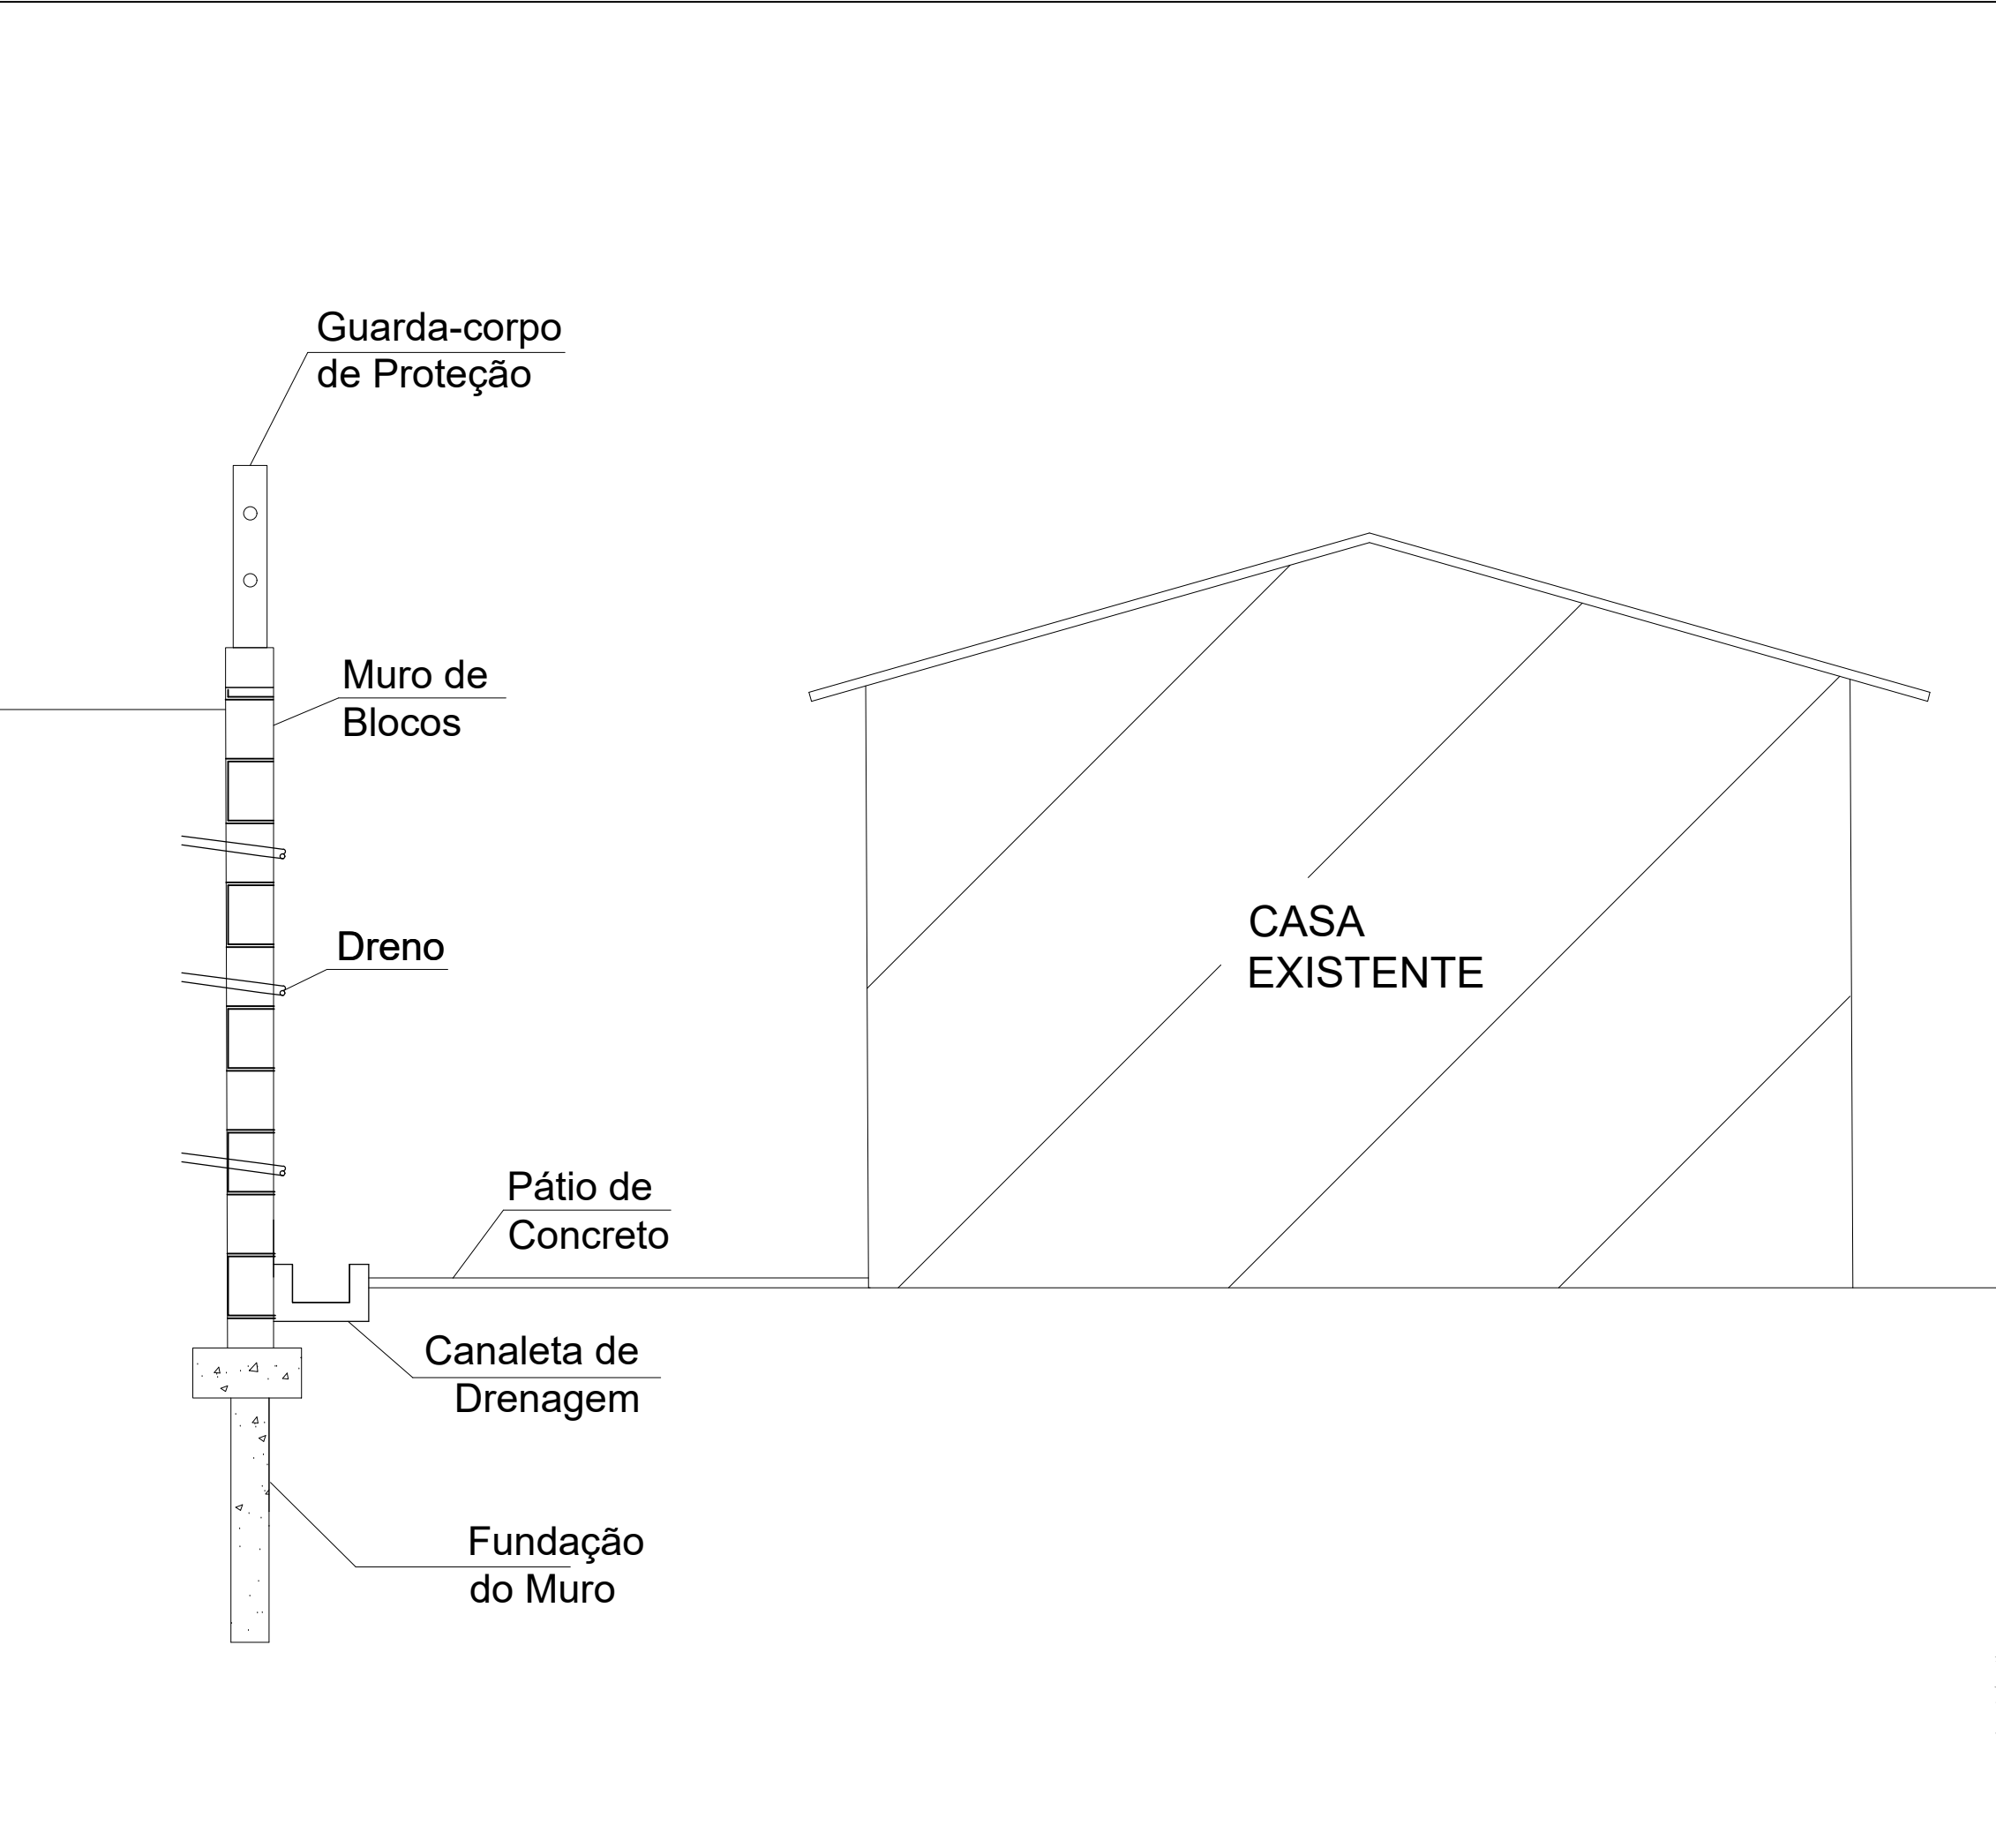 Guarda-corpo
de Proteção
Muro de
Blocos
Dreno
CASA
EXISTENTE
Pátio de
Concreto
Canaleta de
Drenagem
Fundação
do Muro